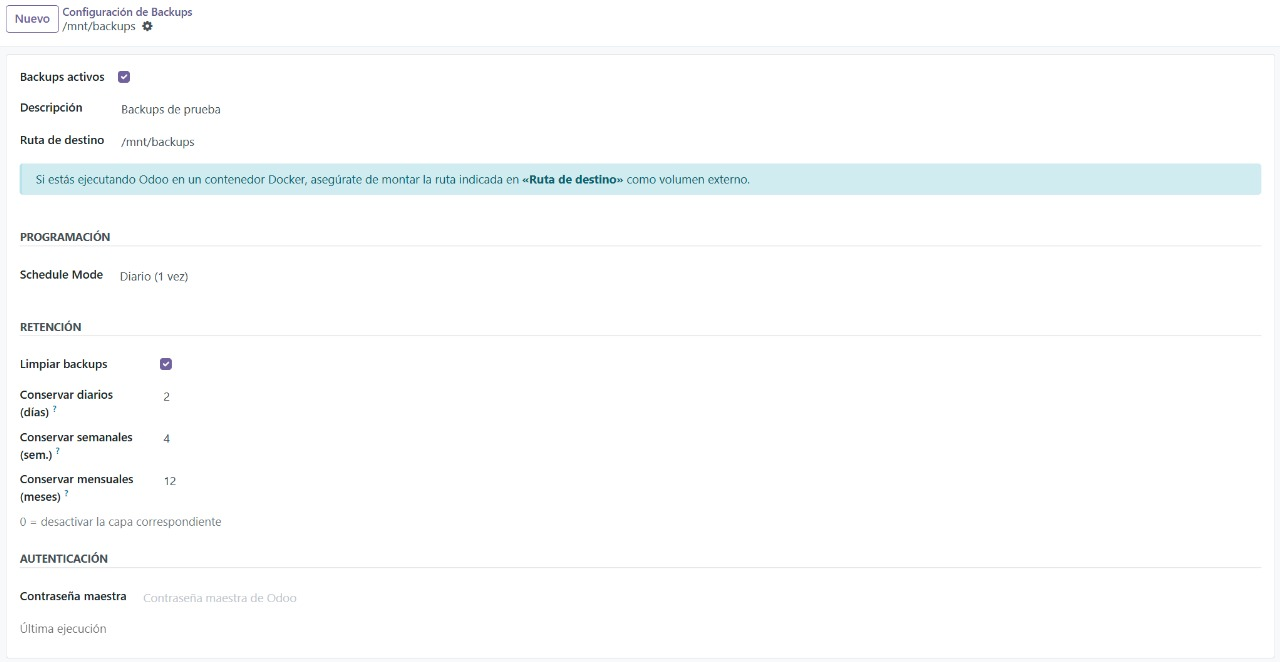 Nuevo
Configuración de Backups
/mnt/backups
Backups activos
Descripción Backups de prueba
Ruta de destino /mnt/backups
Si estás ejecutando Odoo en un contenedor Docker, asegúrate de montar la ruta indicada en «Ruta de destino» como volumen externo.
PROGRAMACIÓN
Schedule Mode Diario (1 vez)
RETENCIÓN
Limpiar backups
Conservar diarios 2
(días) ?
Conservar semanales 4
(sem.) ?
Conservar mensuales 12
(meses) ?
0 = desactivar la capa correspondiente
AUTENTICACIÓN
Contraseña maestra Contraseña maestra de Odoo
Última ejecución